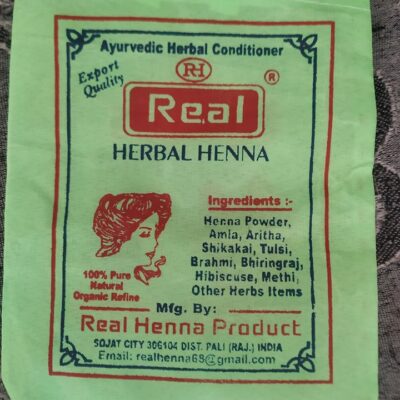 Ayurvedic Herbal Conditioner
Export
Quality
RH
®
Real
HERBAL HENNA
Ingredients :-
Henna Powder,
Amla, Aritha,
Shikakai, Tulsi,
Brahmi, Bhiringraj,
Hibiscuse, Methi,
Other Herbs Items
100% Pure
Natural
Organic Refine
Mfg. By:
Real Henna Product
SOJAT CITY 306104 DIST. PALI (RAJ.) INDIA
Email: realhenna69@gmail.com